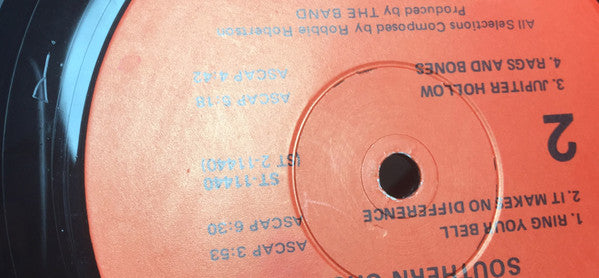 SOUTHERN
1. RING YOUR BELL ASCAP 3:53
2. IT MAKES NO DIFFERENCE ASCAP 6:30
2
ST-11440
(ST 2-11440)
3. JUPITER HOLLOW ASCAP 5:18
4. RAGS AND BONES ASCAP 4:42
All Selections Composed by Robbie Robertson
Produced by THE BAND